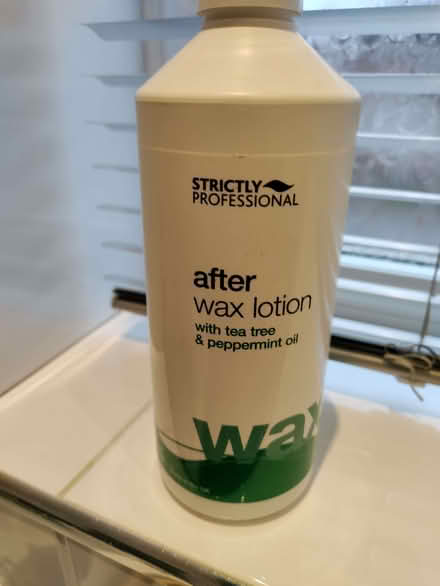 STRICTLY
PROFESSIONAL
after
wax lotion
with tea tree
& peppermint oil
wax